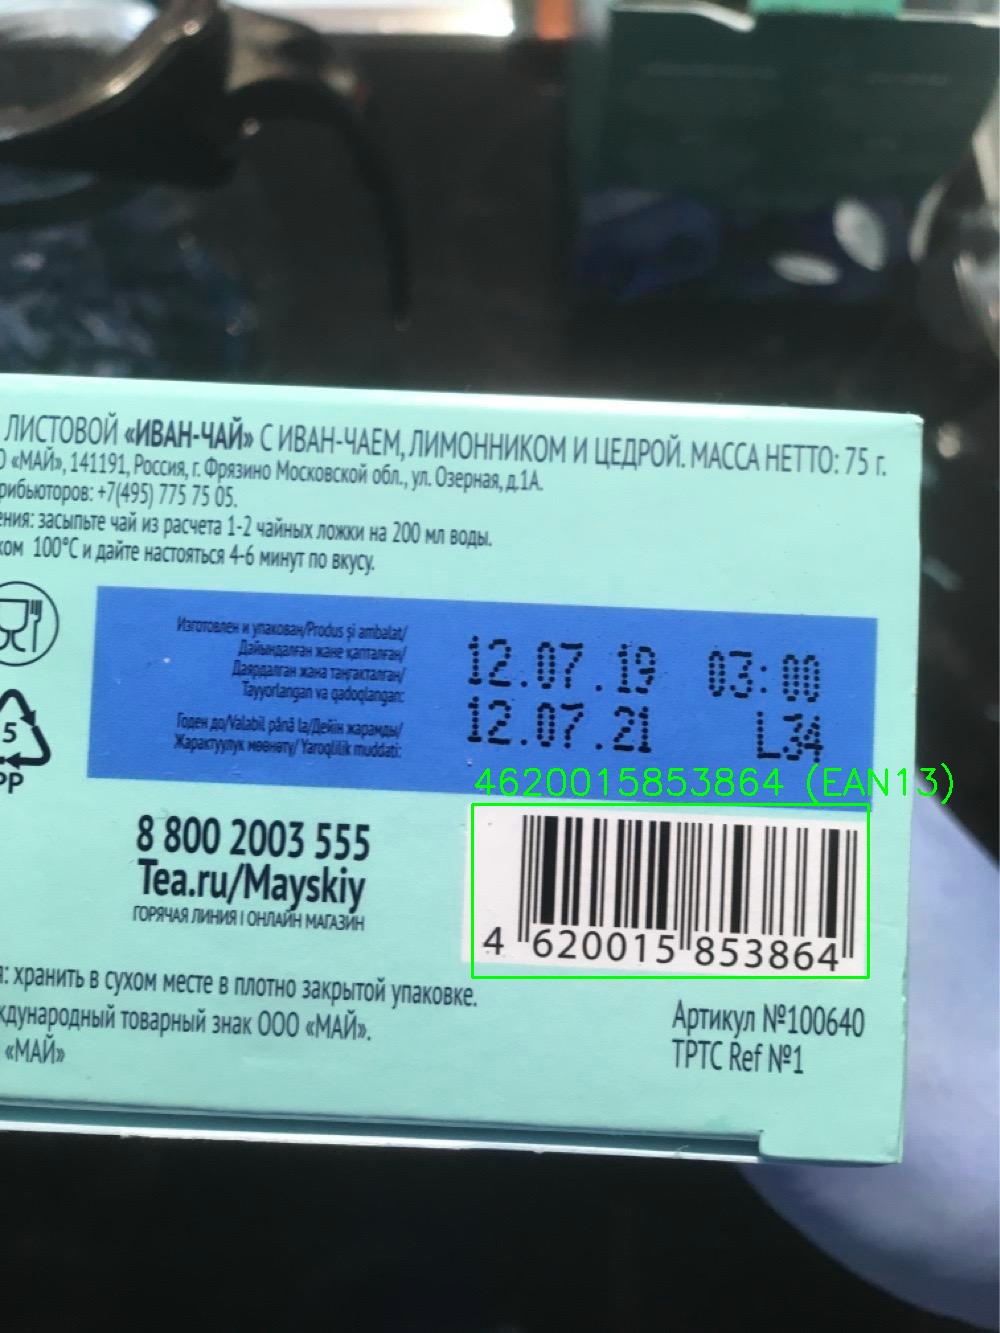 ЛИСТОВОЙ «ИВАН-ЧАЙ» С ИВАН-ЧАЕМ, ЛИМОННИКОМ И ЦЕДРОЙ. МАССА НЕТТО: 75 г.
О «МАЙ», 141191, Россия, г. Фрязино Московской обл., ул. Озерная, д.1А.
рибьюторов: +7(495) 775 75 05.
ения: засыпьте чай из расчета 1-2 чайных ложки на 200 мл воды.
ком 100°C и дайте настояться 4-6 минут по вкусу.
Изготовлен и упакован/Produs și ambalat/
Дайындалған және қапталған/
Даярдалган жана таңгакталган/
Tayyorlangan va qadoqlangan:
12.07.19 03:00
Годен до/Valabil până la/Дейін жарамды/
Жарактуулук мөөнөтү/ Yaroqlilik muddati:
12.07.21 L34
5
PP
4620015853864 (EAN13)
8 800 2003 555
Tea.ru/Mayskiy
ГОРЯЧАЯ ЛИНИЯ I ОНЛАЙН МАГАЗИН
4 620015 853864
я: хранить в сухом месте в плотно закрытой упаковке.
ждународный товарный знак ООО «МАЙ».
«МАЙ»
Артикул №100640
ТРТС Ref №1